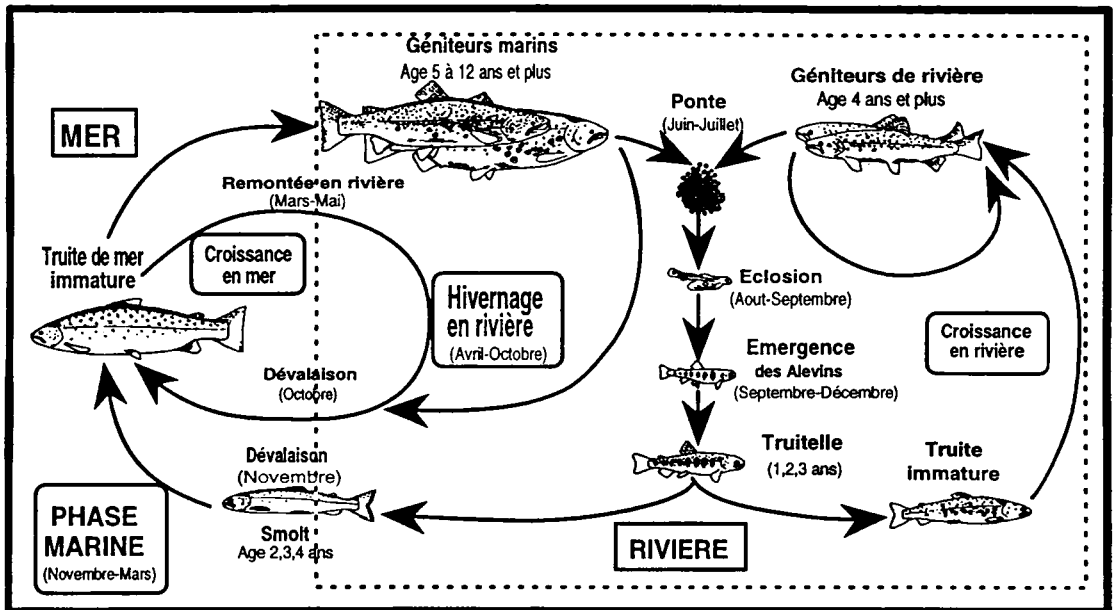 Géniteurs marins
Age 5 à 12 ans et plus
Géniteurs de rivière
Age 4 ans et plus
Ponte
(Juin-Juillet)
MER
Remontée en rivière
(Mars-Mai)
Truite de mer
immature
Croissance
en mer
Hivernage
en rivière
(Avril-Octobre)
Eclosion
(Aout-Septembre)
Croissance
en rivière
Emergence
des Alevins
(Septembre-Décembre)
Dévalaison
(Octobre)
Truitelle
(1,2,3 ans)
Truite
immature
Dévalaison
(Novembre)
Smolt
Age 2,3,4 ans
PHASE
MARINE
(Novembre-Mars)
RIVIERE